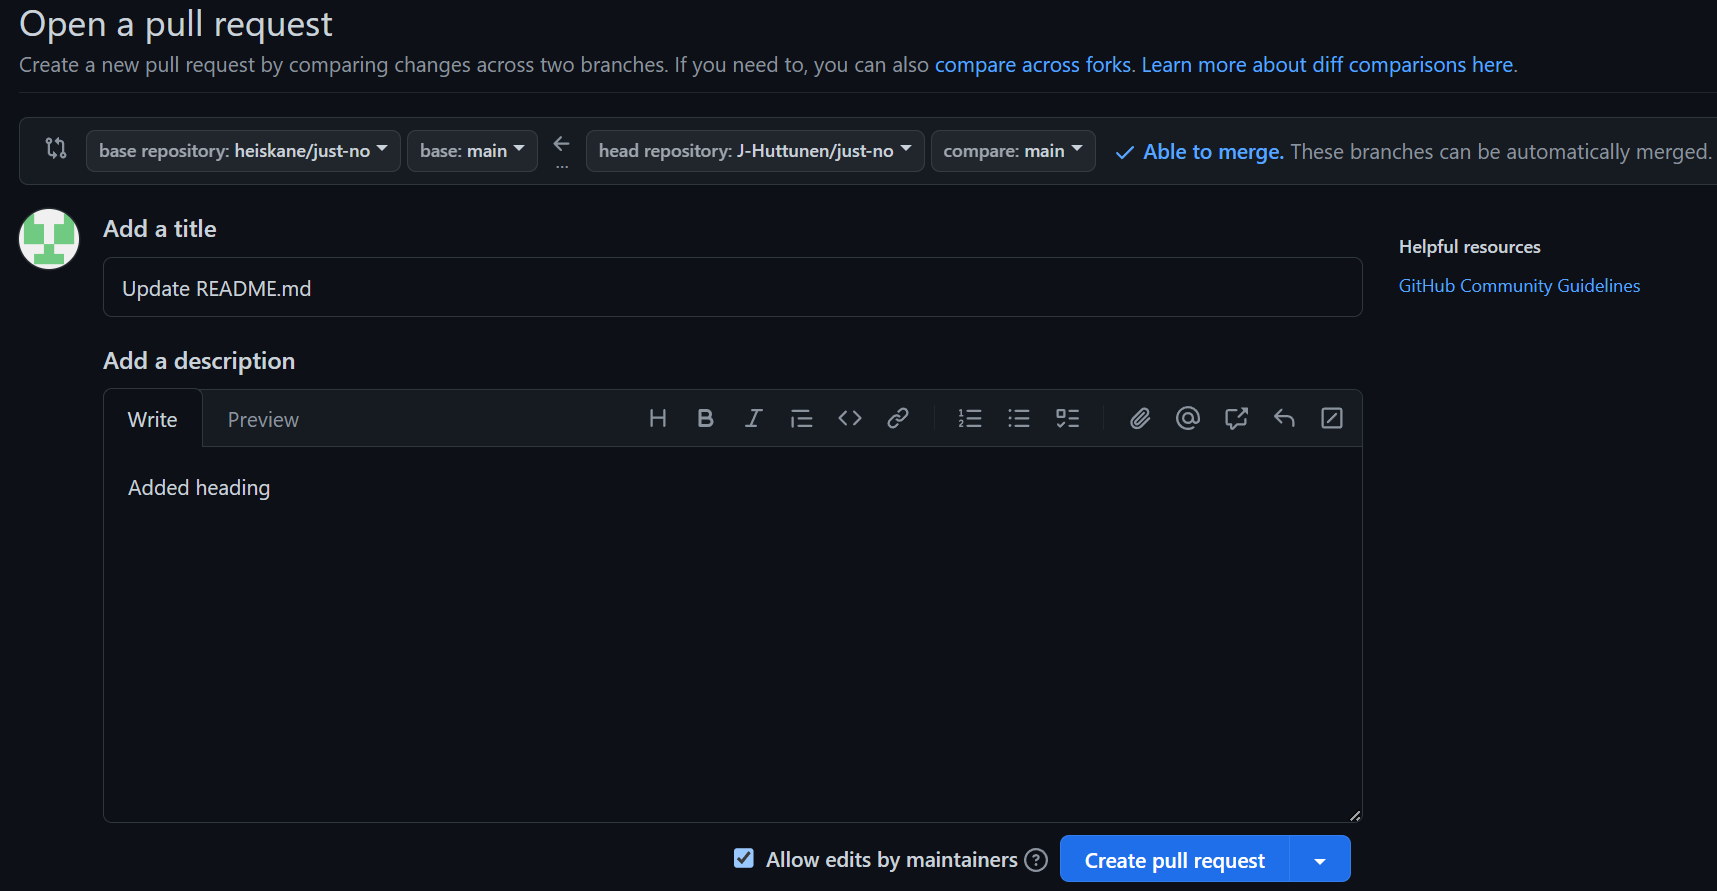 Open a pull request
Create a new pull request by comparing changes across two branches. If you need to, you can also compare across forks. Learn more about diff comparisons here.
base repository: heiskane/just-no base: main ... head repository: J-Huttunen/just-no compare: main Able to merge. These branches can be automatically merged.
Add a title
Helpful resources
Update README.md
GitHub Community Guidelines
Add a description
Write Preview
Added heading
Allow edits by maintainers ? Create pull request